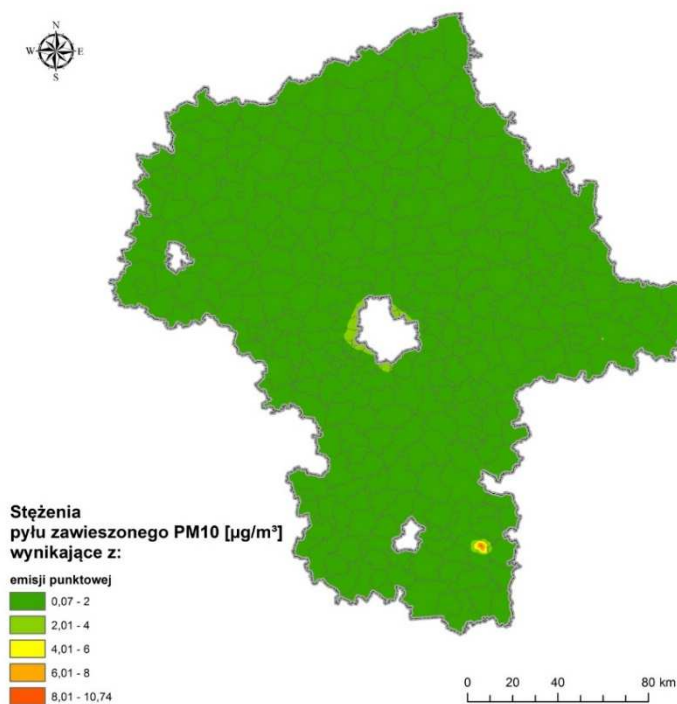 N
W E
S
Stężenia
pyłu zawieszonego PM10 [µg/m³]
wynikające z:
emisji punktowej
0,07 - 2
2,01 - 4
4,01 - 6
6,01 - 8
8,01 - 10,74
0 20 40 80 km